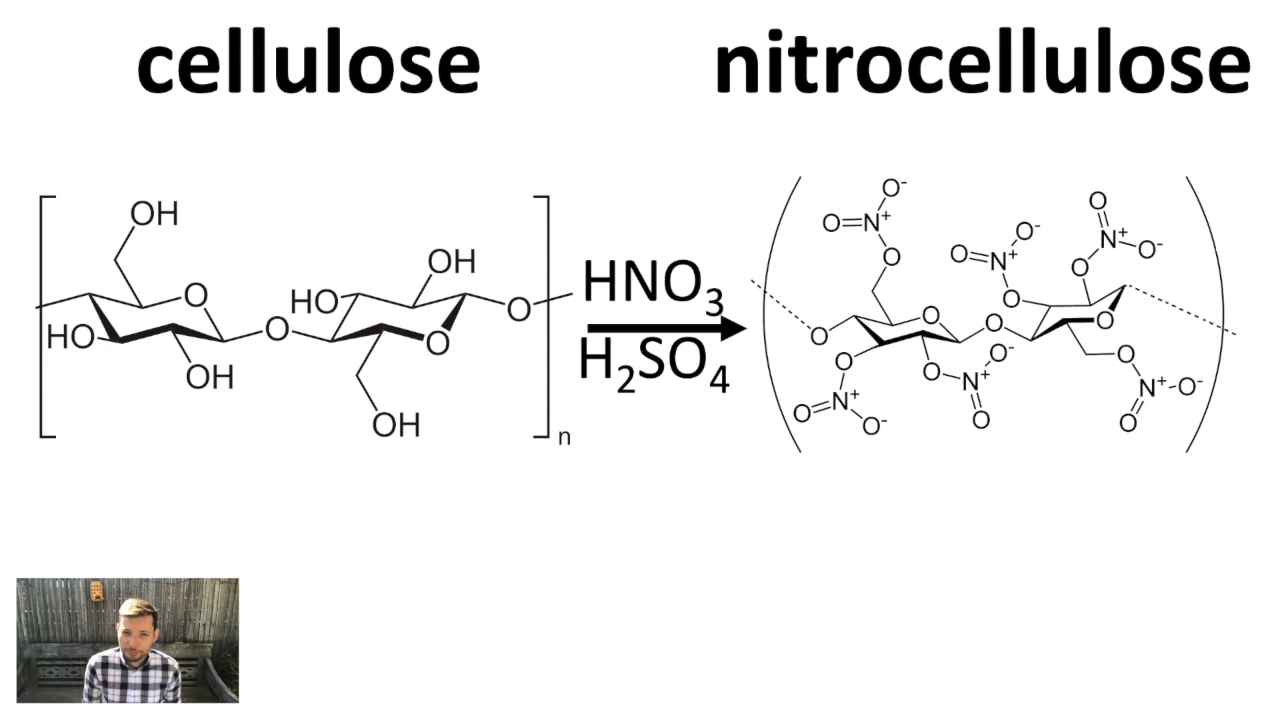 cellulose
nitrocellulose
OH
OH
HO
O
HO
O
O
O
OH
OH
n
HNO₃
H₂SO₄
O⁻
O=N⁺
O
O
O⁻
O=N⁺
O
O
N⁺-O⁻
O
O
O
O
O
O
O⁻
O
N⁺
O=N⁺
O⁻
O
O
N⁺-O⁻
O